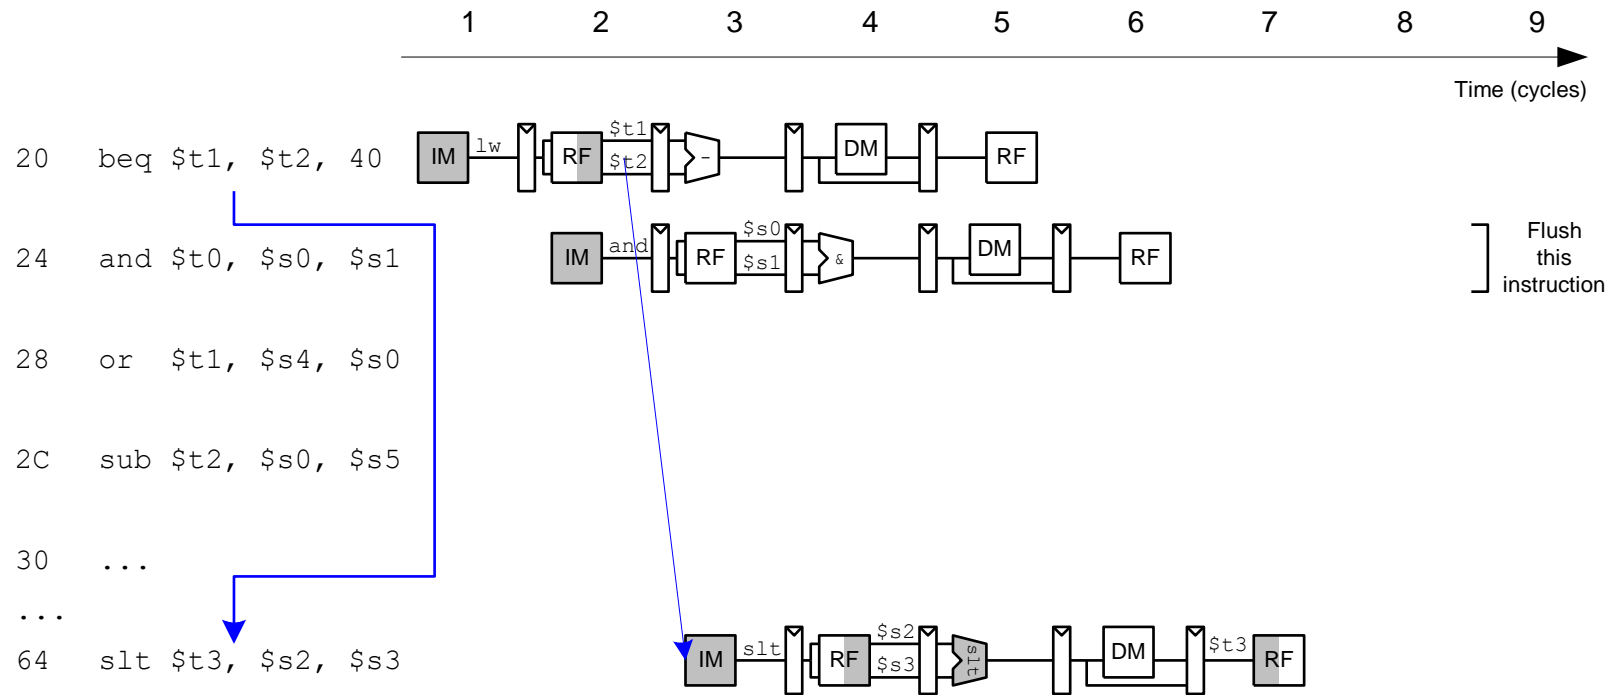 1 2 3 4 5 6 7 8 9
Time (cycles)
20 beq $t1, $t2, 40 IM lw RF $t1 $t2 - DM RF
24 and $t0, $s0, $s1 IM and RF $s0 $s1 & DM RF
Flush
this
instruction
28 or $t1, $s4, $s0
2C sub $t2, $s0, $s5
30 ...
...
64 slt $t3, $s2, $s3 IM slt RF $s2 $s3 slt DM $t3 RF